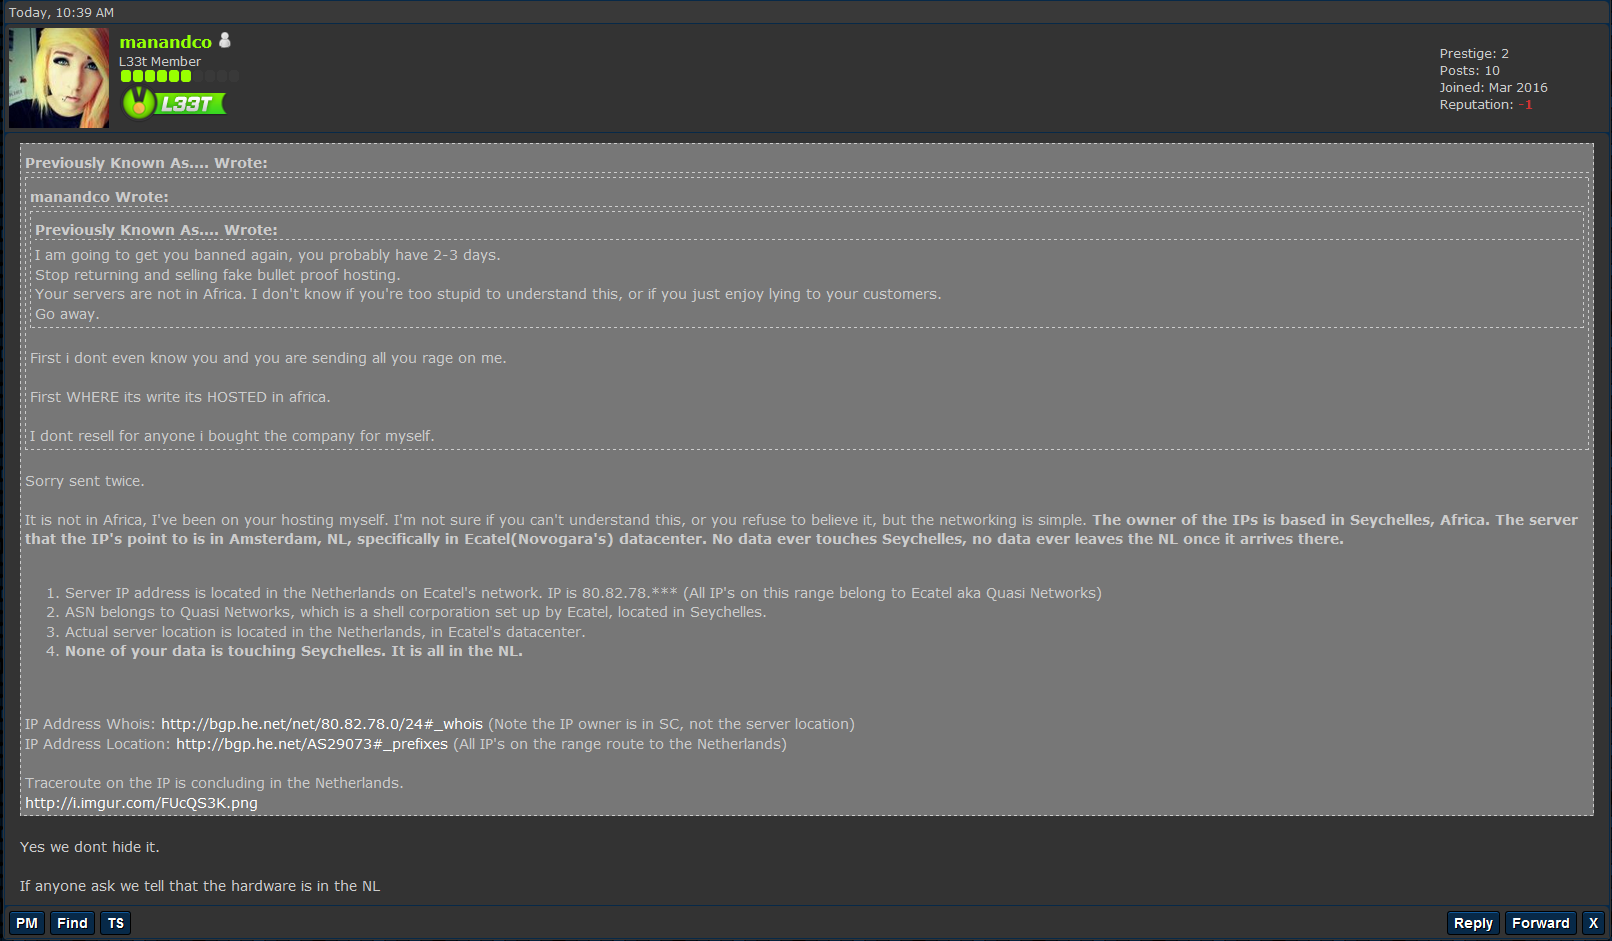 Today, 10:39 AM
manandco
L33t Member
L33T
Prestige: 2
Posts: 10
Joined: Mar 2016
Reputation: -1
Previously Known As.... Wrote:
manandco Wrote:
Previously Known As.... Wrote:
I am going to get you banned again, you probably have 2-3 days.
Stop returning and selling fake bullet proof hosting.
Your servers are not in Africa. I don't know if you're too stupid to understand this, or if you just enjoy lying to your customers.
Go away.
First i dont even know you and you are sending all you rage on me.
First WHERE its write its HOSTED in africa.
I dont resell for anyone i bought the company for myself.
Sorry sent twice.
It is not in Africa, I've been on your hosting myself. I'm not sure if you can't understand this, or you refuse to believe it, but the networking is simple. The owner of the IPs is based in Seychelles, Africa. The server
that the IP's point to is in Amsterdam, NL, specifically in Ecatel(Novogara's) datacenter. No data ever touches Seychelles, no data ever leaves the NL once it arrives there.
1. Server IP address is located in the Netherlands on Ecatel's network. IP is 80.82.78.*** (All IP's on this range belong to Ecatel aka Quasi Networks)
2. ASN belongs to Quasi Networks, which is a shell corporation set up by Ecatel, located in Seychelles.
3. Actual server location is located in the Netherlands, in Ecatel's datacenter.
4. None of your data is touching Seychelles. It is all in the NL.
IP Address Whois: http://bgp.he.net/net/80.82.78.0/24#_whois (Note the IP owner is in SC, not the server location)
IP Address Location: http://bgp.he.net/AS29073#_prefixes (All IP's on the range route to the Netherlands)
Traceroute on the IP is concluding in the Netherlands.
http://i.imgur.com/FUcQS3K.png
Yes we dont hide it.
If anyone ask we tell that the hardware is in the NL
PM Find TS
Reply Forward X